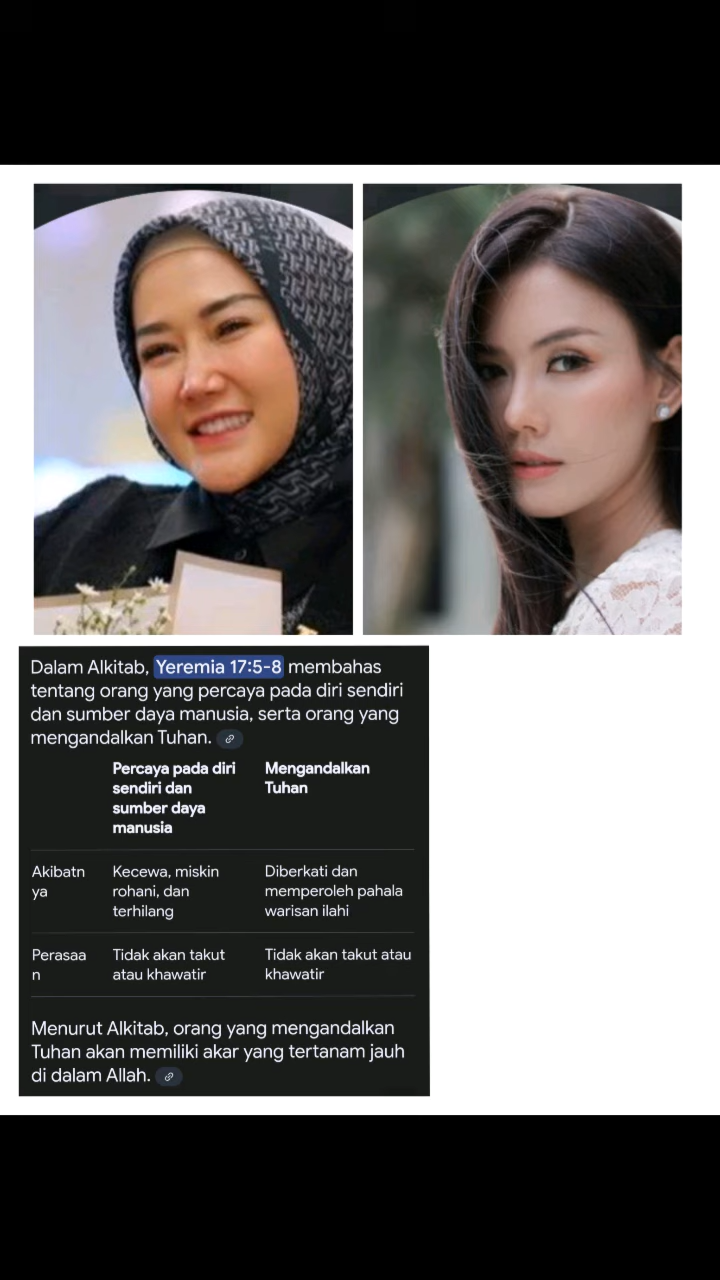 Dalam Alkitab, Yeremia 17:5-8 membahas
tentang orang yang percaya pada diri sendiri
dan sumber daya manusia, serta orang yang
mengandalkan Tuhan.
Percaya pada diri
sendiri dan
sumber daya
manusia
Mengandalkan
Tuhan
Akibatn
ya
Kecewa, miskin
rohani, dan
terhilang
Diberkati dan
memperoleh pahala
warisan ilahi
Perasaa
n
Tidak akan takut
atau khawatir
Tidak akan takut atau
khawatir
Menurut Alkitab, orang yang mengandalkan
Tuhan akan memiliki akar yang tertanam jauh
di dalam Allah.